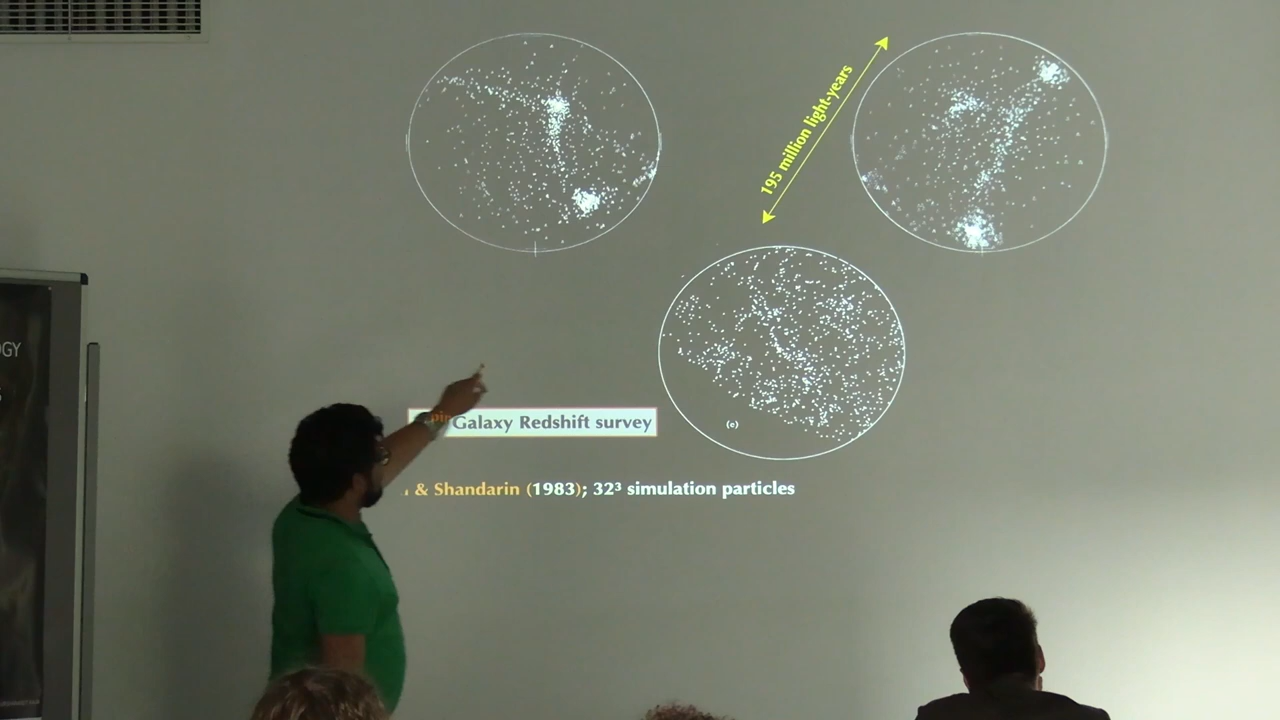 195 million light-years
(c)
Galaxy Redshift survey
& Shandarin (1983); 32³ simulation particles